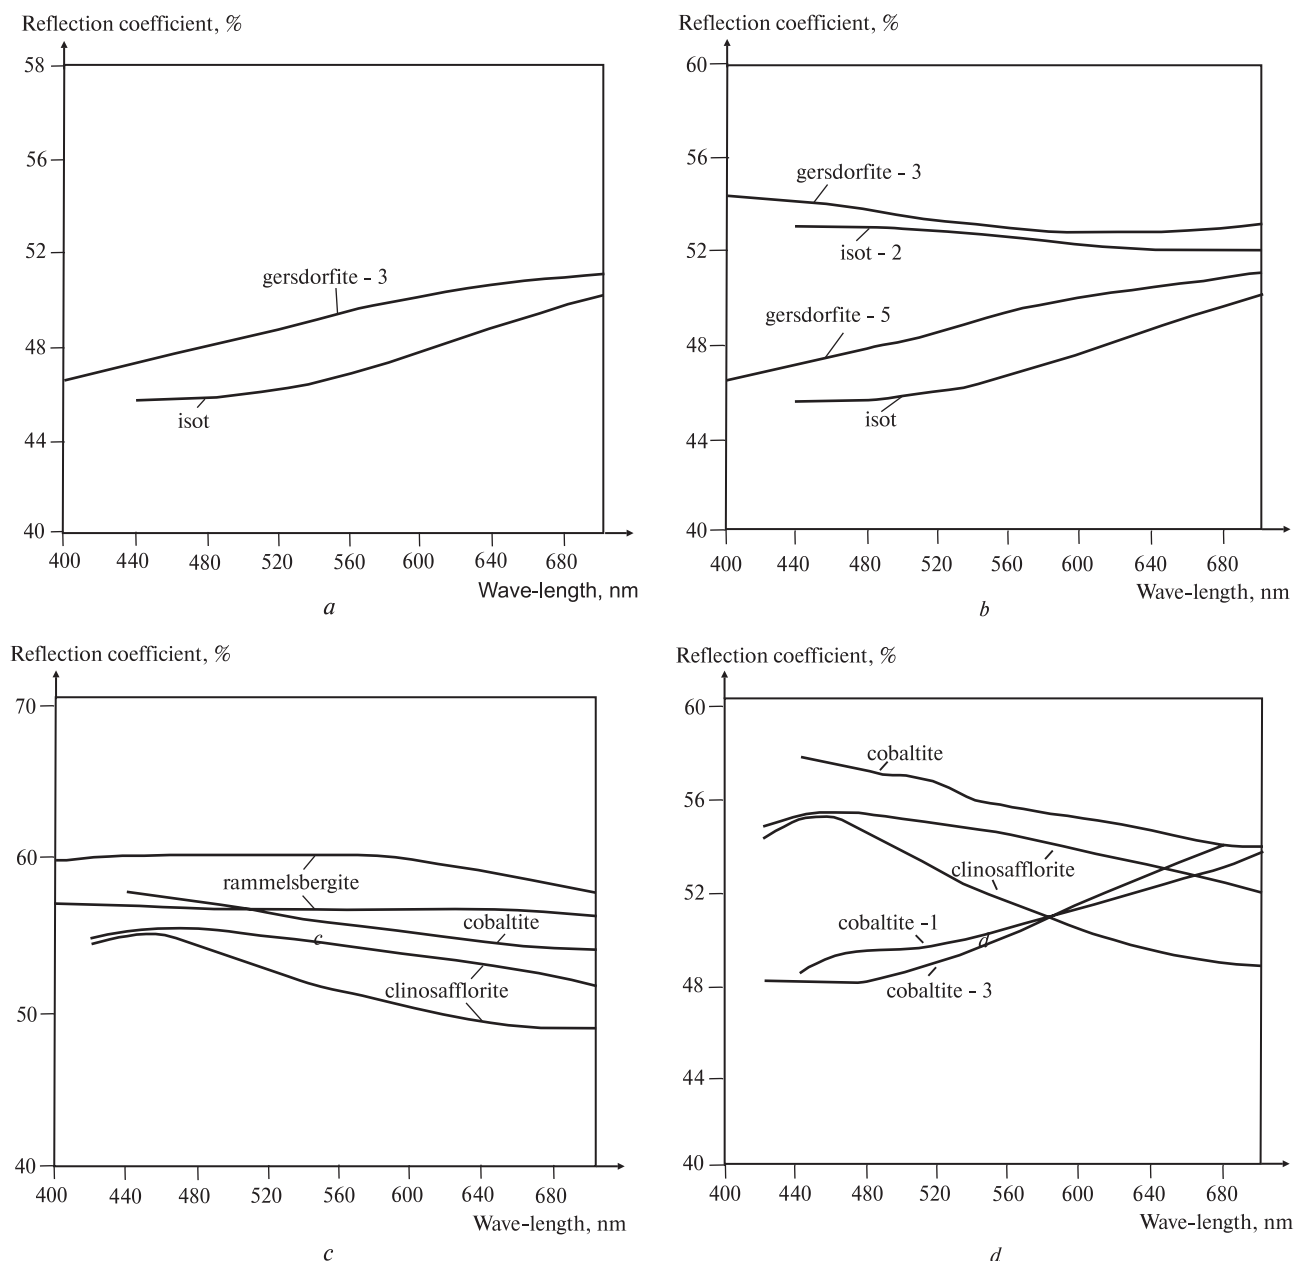 Reflection coefficient, %
58
56
52
48
44
40
gersdorfite - 3
isot
400 440 480 520 560 600 640 680
Wave-length, nm
a
Reflection coefficient, %
60
56
52
48
44
40
gersdorfite - 3
isot - 2
gersdorfite - 5
isot
400 440 480 520 560 600 640 680
Wave-length, nm
b
Reflection coefficient, %
70
60
50
40
rammelsbergite
cobaltite
c
clinosafflorite
400 440 480 520 560 600 640 680
Wave-length, nm
c
Reflection coefficient, %
60
56
52
48
44
40
cobaltite
clinosafflorite
cobaltite -1
d
cobaltite - 3
400 440 480 520 560 600 640 680
Wave-length, nm
d